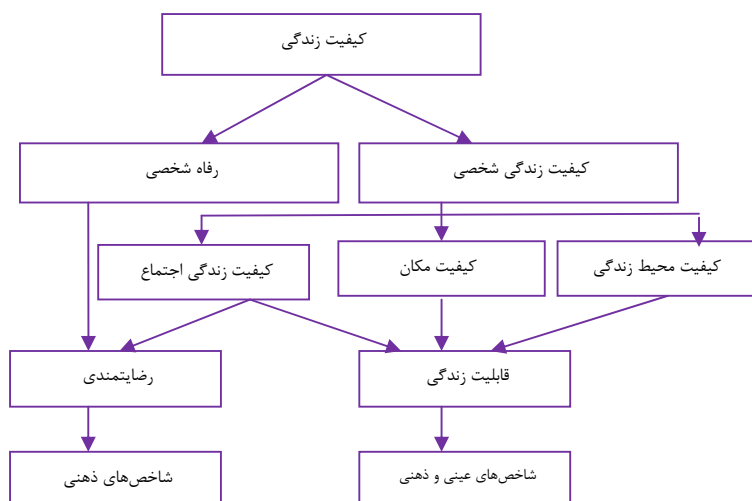 کیفیت زندگی
کیفیت زندگی شخصی
رفاه شخصی
کیفیت محیط زندگی
کیفیت مکان
کیفیت زندگی اجتماع
قابلیت زندگی
رضایتمندی
شاخص‌های عینی و ذهنی
شاخص‌های ذهنی